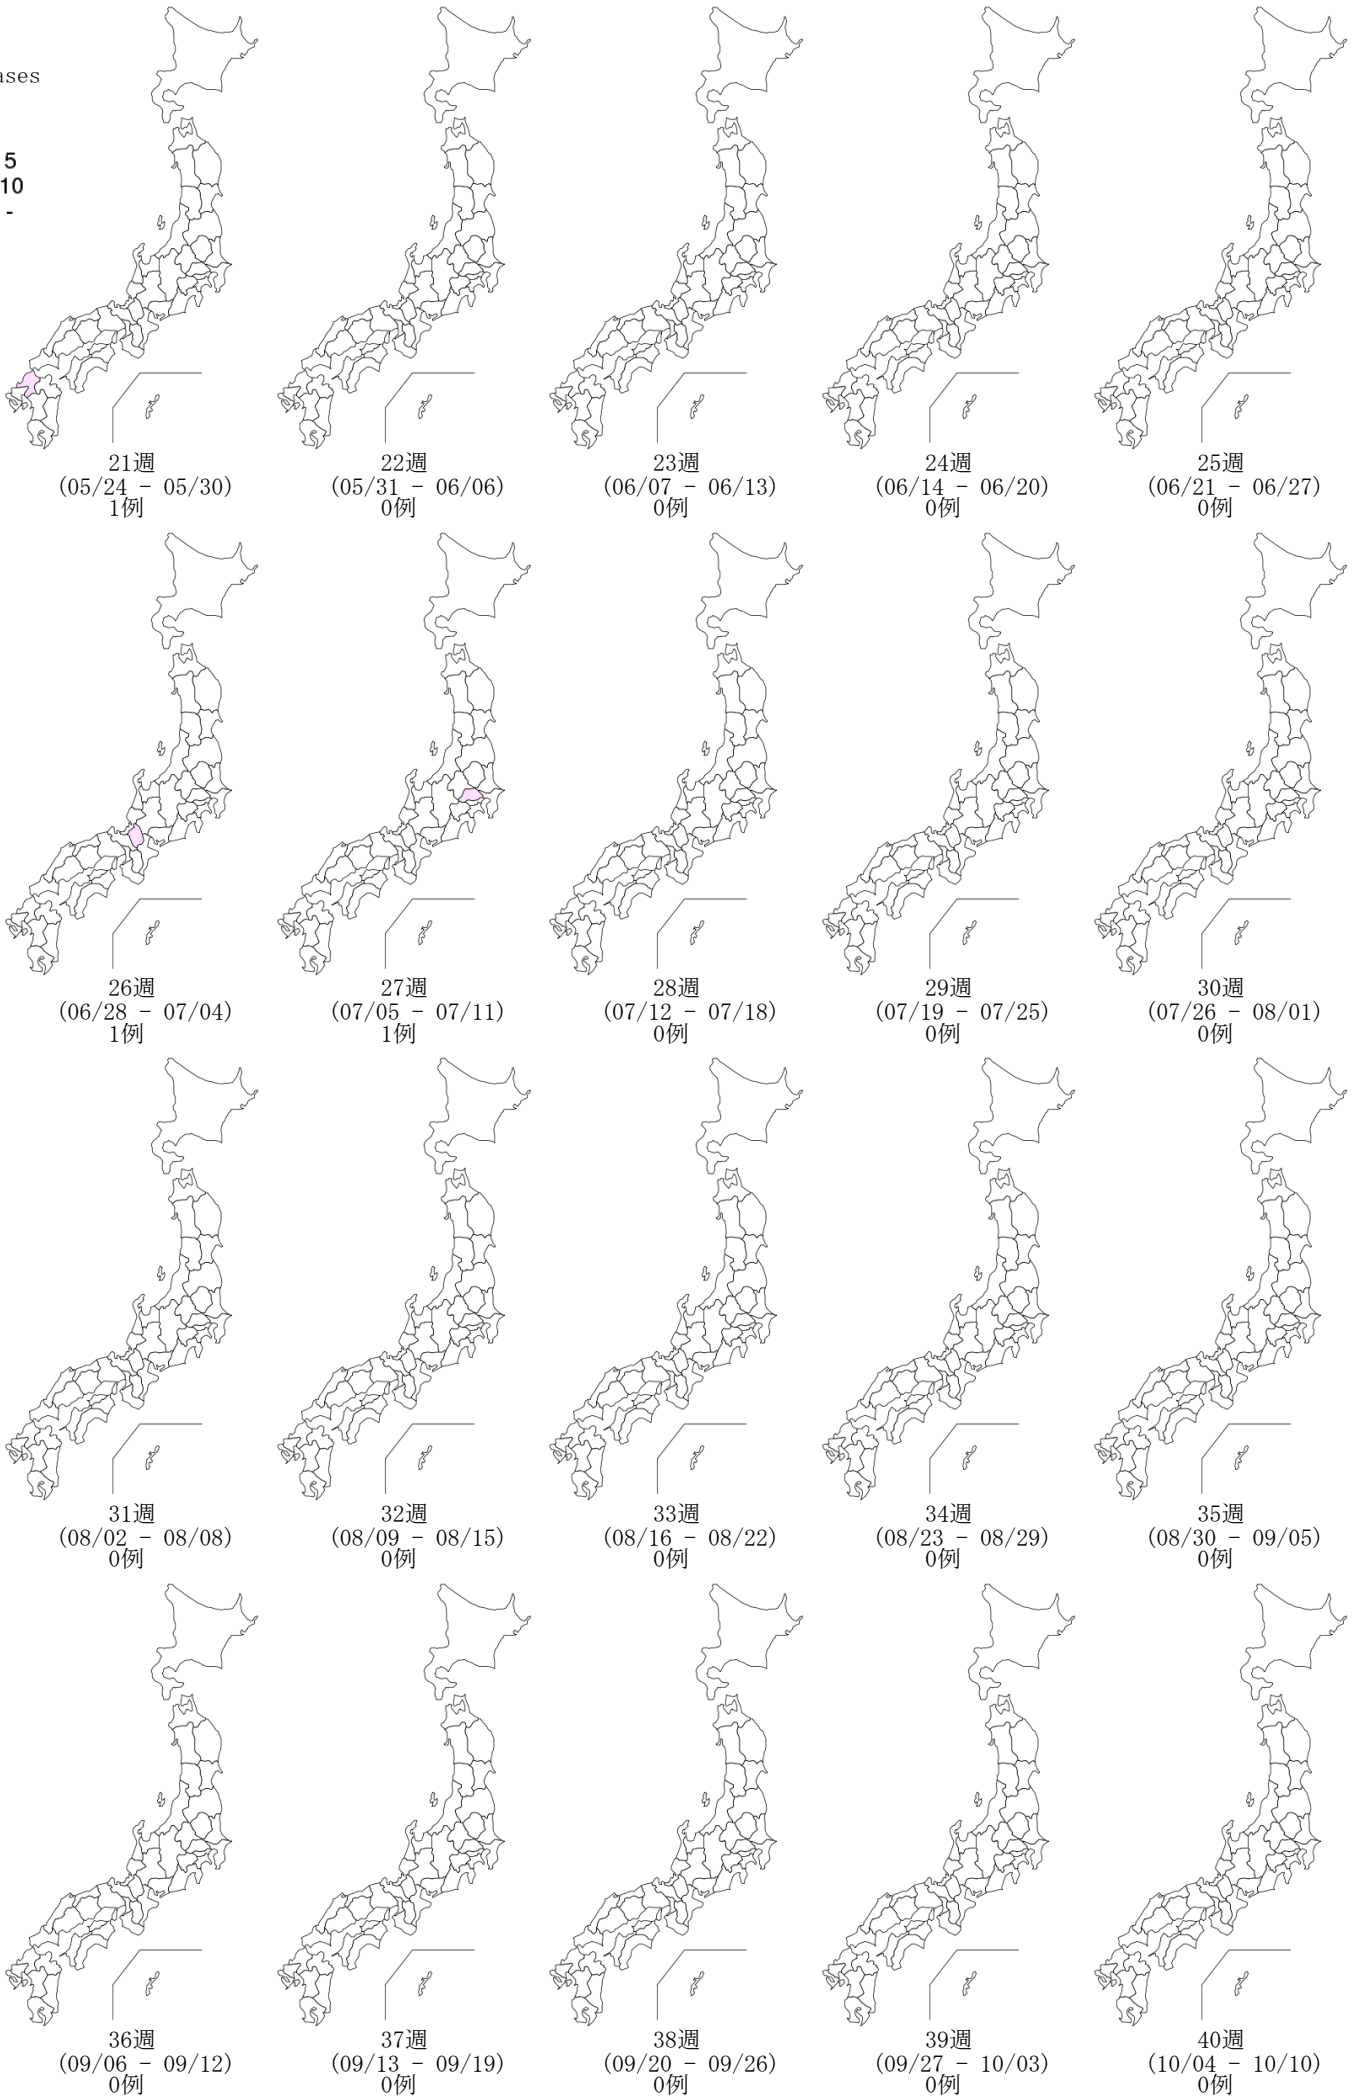 ases
5
10
-
21週
(05/24 - 05/30)
1例
22週
(05/31 - 06/06)
0例
23週
(06/07 - 06/13)
0例
24週
(06/14 - 06/20)
0例
25週
(06/21 - 06/27)
0例
26週
(06/28 - 07/04)
1例
27週
(07/05 - 07/11)
1例
28週
(07/12 - 07/18)
0例
29週
(07/19 - 07/25)
0例
30週
(07/26 - 08/01)
0例
31週
(08/02 - 08/08)
0例
32週
(08/09 - 08/15)
0例
33週
(08/16 - 08/22)
0例
34週
(08/23 - 08/29)
0例
35週
(08/30 - 09/05)
0例
36週
(09/06 - 09/12)
0例
37週
(09/13 - 09/19)
0例
38週
(09/20 - 09/26)
0例
39週
(09/27 - 10/03)
0例
40週
(10/04 - 10/10)
0例